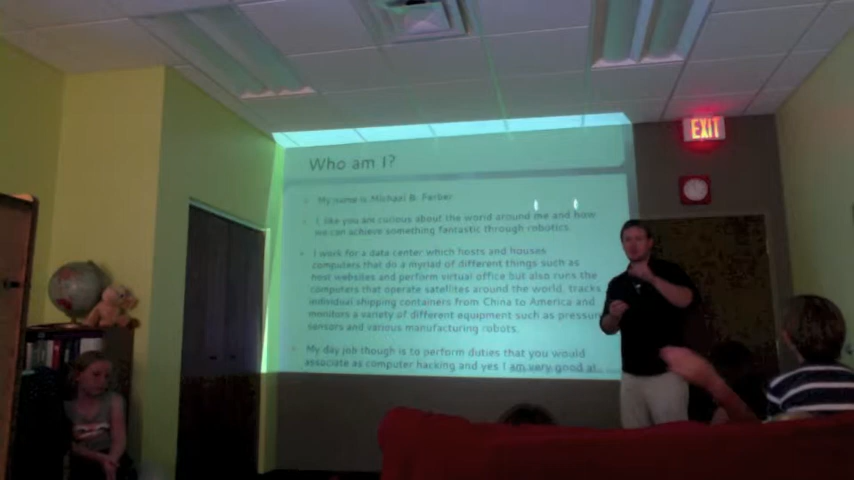 Who am I?
EXIT
My name is Michael B. Ferber
I, like you am curious about the world around me and how
we can achieve something fantastic through robotics.
I work for a data center which hosts and houses
computers that do a myriad of different things such as
host websites and perform virtual office but also runs the
computers that operate satellites around the world, tracks
individual shipping containers from China to America and
monitors a variety of different equipment such as pressure
sensors and various manufacturing robots.
My day job though is to perform duties that you would
associate as computer hacking and yes I am very good at...